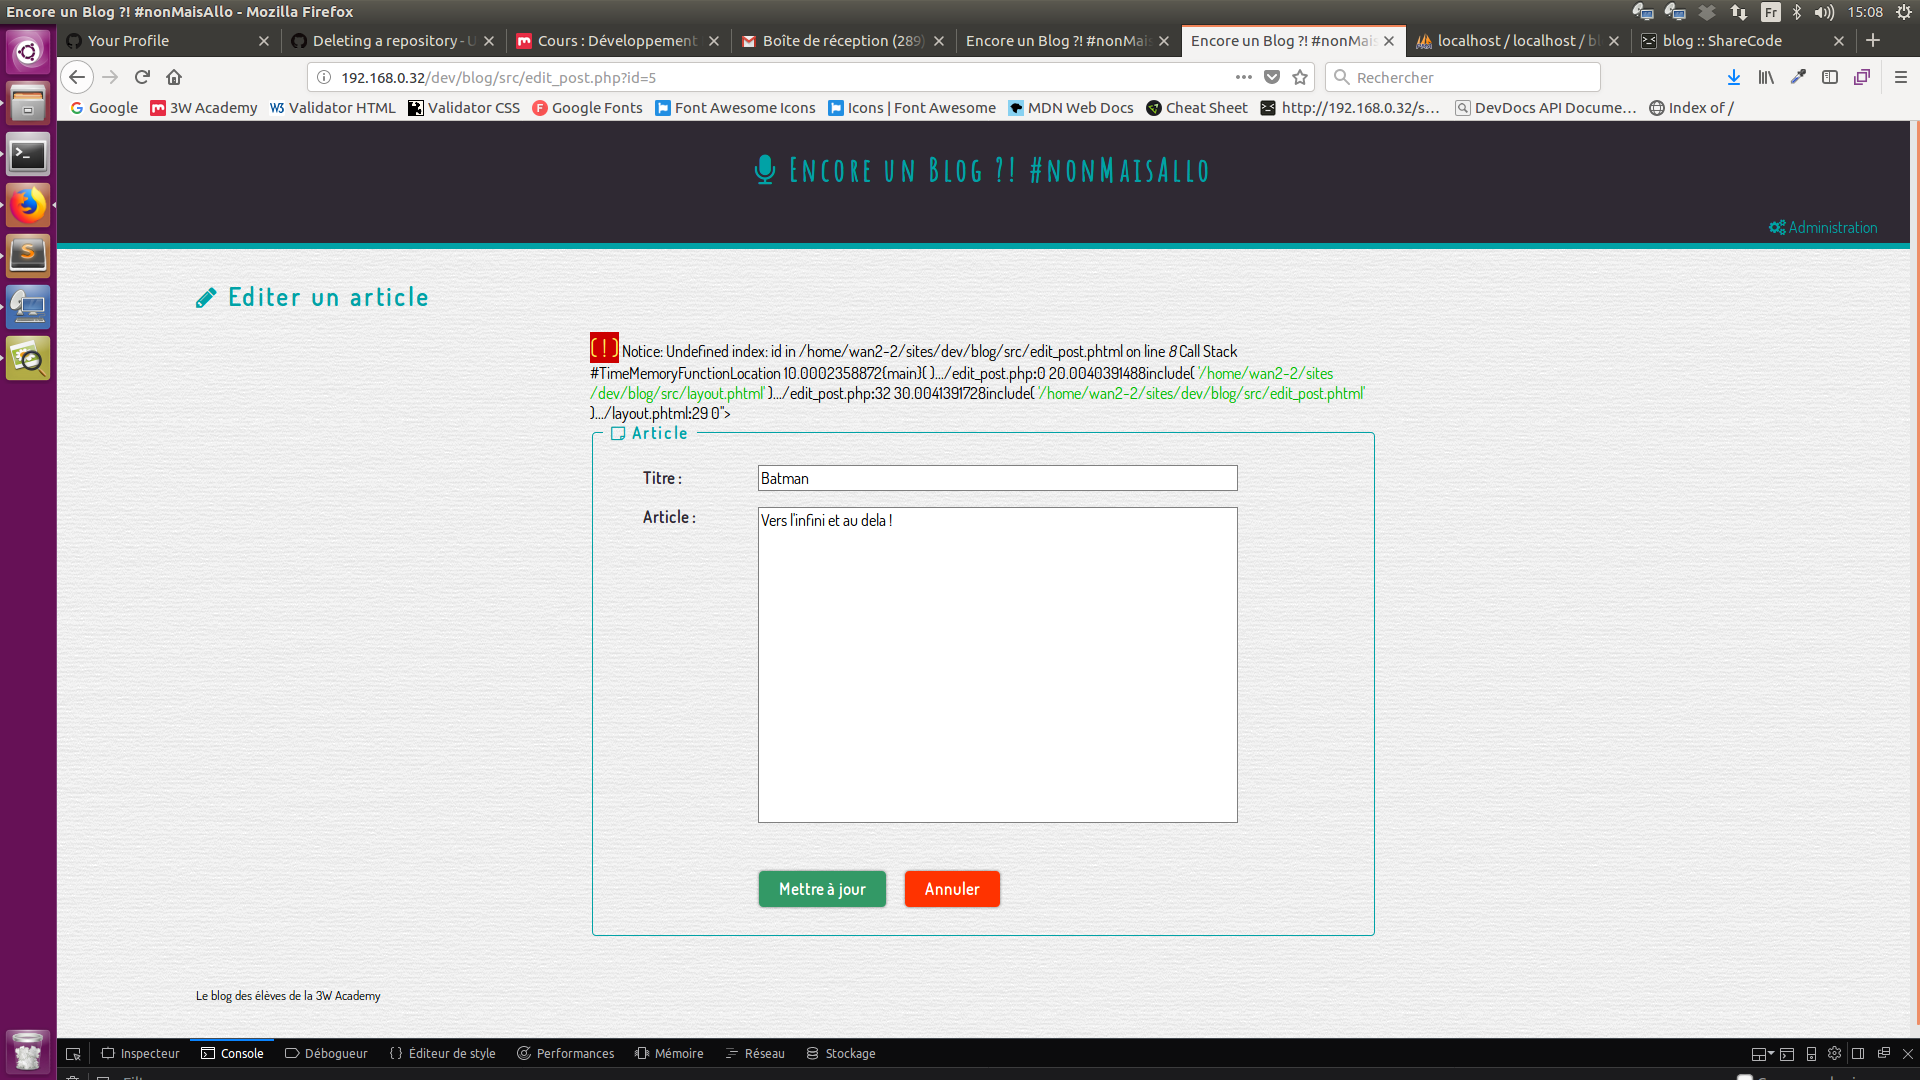 Encore un Blog ?! #nonMaisAllo - Mozilla Firefox
Fr
15:08
Your Profile
Deleting a repository - U
Cours : Développement
Boîte de réception (289)
Encore un Blog ?! #nonMais
Encore un Blog ?! #nonMais
localhost / localhost / bl
blog :: ShareCode
192.168.0.32/dev/blog/src/edit_post.php?id=5
Rechercher
Google
3W Academy
Validator HTML
Validator CSS
Google Fonts
Font Awesome Icons
Icons | Font Awesome
MDN Web Docs
Cheat Sheet
http://192.168.0.32/s...
DevDocs API Docume...
Index of /
Encore un Blog ?! #nonMaisAllo
Administration
Editer un article
( ! ) Notice: Undefined index: id in /home/wan2-2/sites/dev/blog/src/edit_post.phtml on line 8 Call Stack
#TimeMemoryFunctionLocation 10.0002358872{main}( ).../edit_post.php:0 20.0040391488include( '/home/wan2-2/sites
/dev/blog/src/layout.phtml' ).../edit_post.php:32 30.0041391728include( '/home/wan2-2/sites/dev/blog/src/edit_post.phtml'
).../layout.phtml:29 0">
Article
Titre :
Batman
Article :
Vers l'infini et au dela !
Mettre à jour
Annuler
Le blog des élèves de la 3W Academy
Inspecteur
Console
Débogueur
{ } Éditeur de style
Performances
Mémoire
Réseau
Stockage